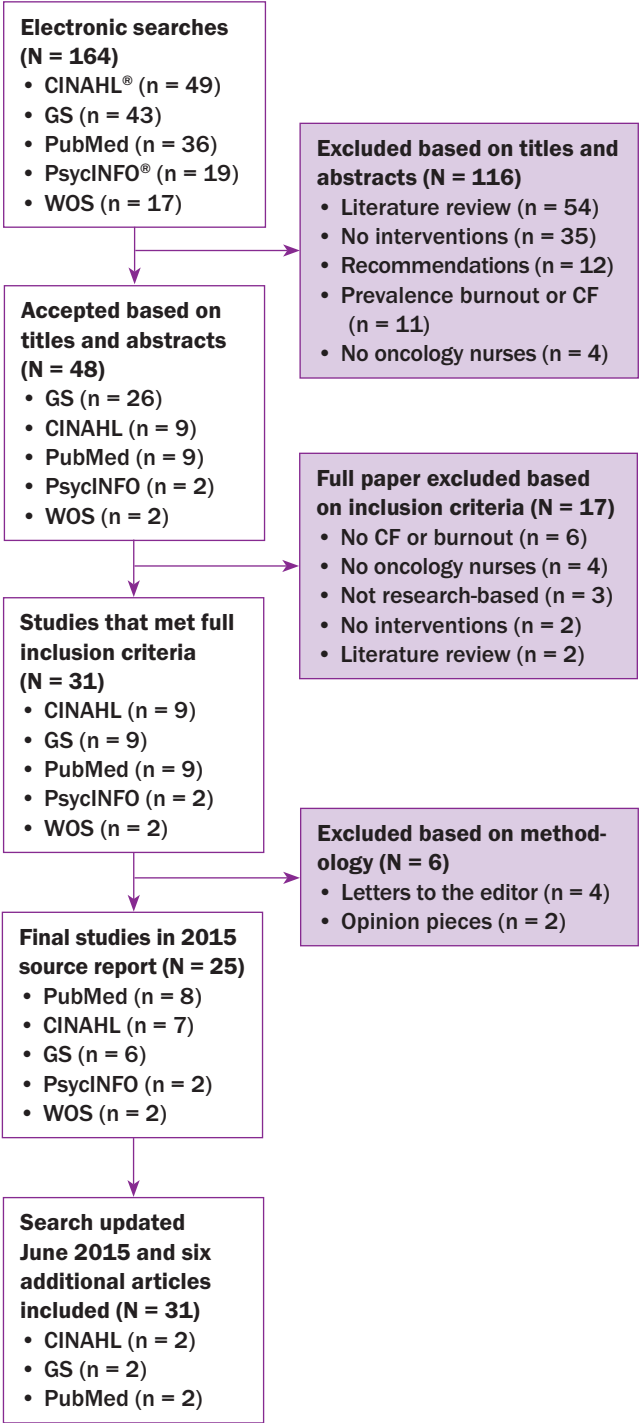 Electronic searches
(N = 164)
• CINAHL® (n = 49)
• GS (n = 43)
• PubMed (n = 36)
• PsycINFO® (n = 19)
• WOS (n = 17)
Excluded based on titles and
abstracts (N = 116)
• Literature review (n = 54)
• No interventions (n = 35)
• Recommendations (n = 12)
• Prevalence burnout or CF
(n = 11)
• No oncology nurses (n = 4)
Accepted based on
titles and abstracts
(N = 48)
• GS (n = 26)
• CINAHL (n = 9)
• PubMed (n = 9)
• PsycINFO (n = 2)
• WOS (n = 2)
Full paper excluded based
on inclusion criteria (N = 17)
• No CF or burnout (n = 6)
• No oncology nurses (n = 4)
• Not research-based (n = 3)
• No interventions (n = 2)
• Literature review (n = 2)
Studies that met full
inclusion criteria
(N = 31)
• CINAHL (n = 9)
• GS (n = 9)
• PubMed (n = 9)
• PsycINFO (n = 2)
• WOS (n = 2)
Excluded based on method-
ology (N = 6)
• Letters to the editor (n = 4)
• Opinion pieces (n = 2)
Final studies in 2015
source report (N = 25)
• PubMed (n = 8)
• CINAHL (n = 7)
• GS (n = 6)
• PsycINFO (n = 2)
• WOS (n = 2)
Search updated
June 2015 and six
additional articles
included (N = 31)
• CINAHL (n = 2)
• GS (n = 2)
• PubMed (n = 2)